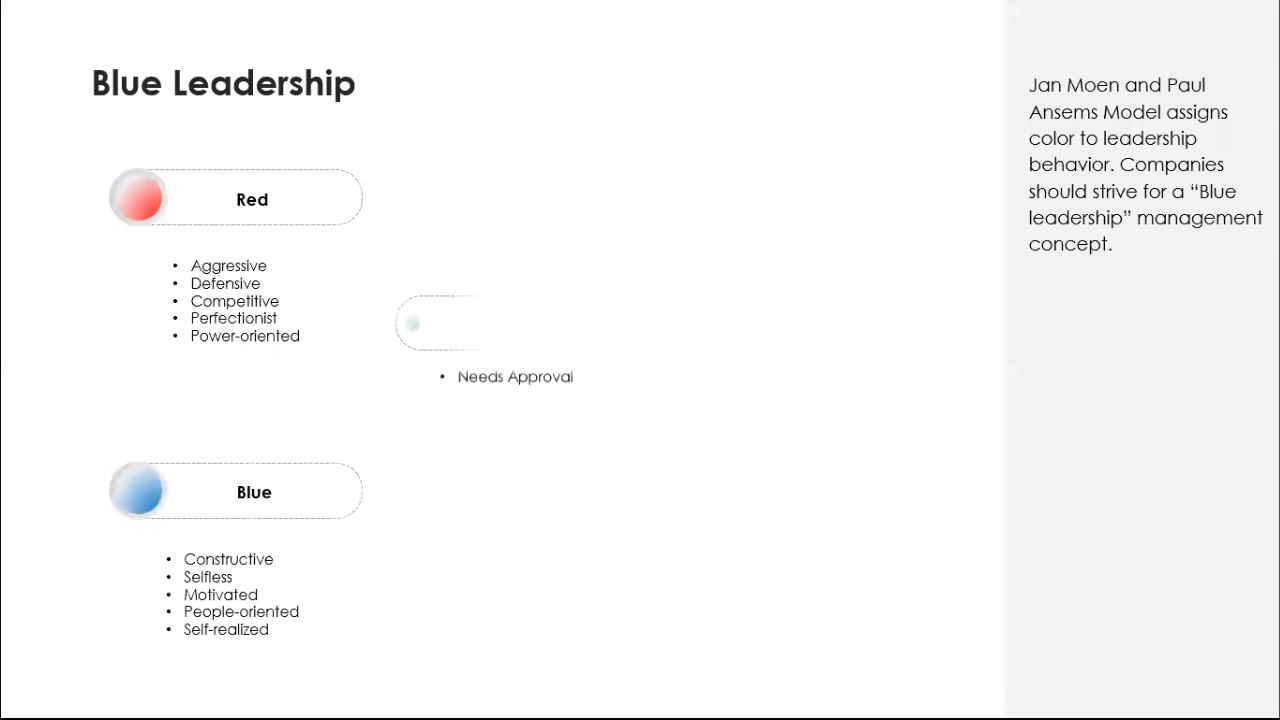 Blue Leadership
Red
• Aggressive
• Defensive
• Competitive
• Perfectionist
• Power-oriented
• Needs Approval
Blue
• Constructive
• Selfless
• Motivated
• People-oriented
• Self-realized
Jan Moen and Paul
Ansems Model assigns
color to leadership
behavior. Companies
should strive for a “Blue
leadership” management
concept.